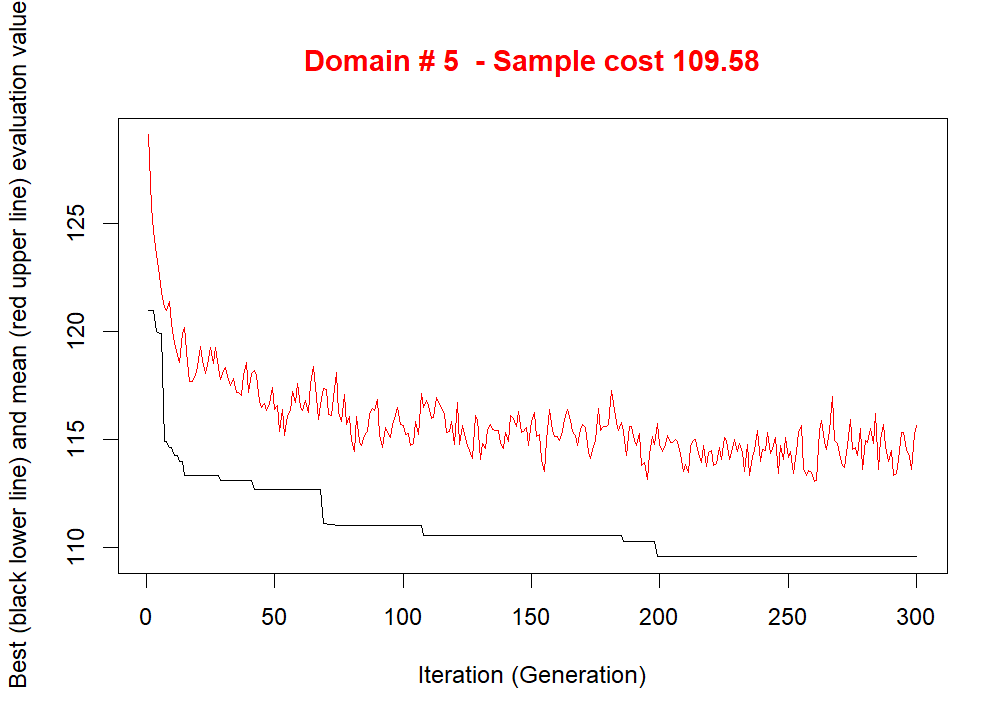 Domain # 5  - Sample cost 109.58
Best (black lower line) and mean (red upper line) evaluation value
125
120
115
110
0 50 100 150 200 250 300
Iteration (Generation)